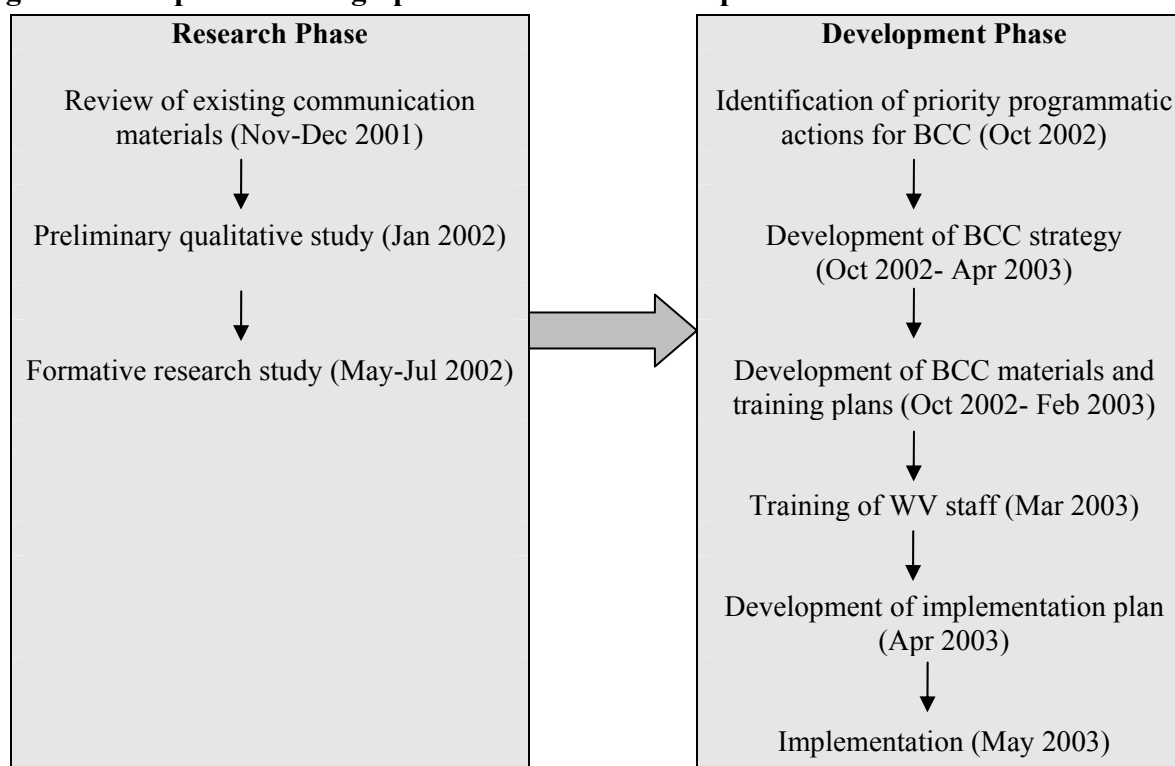 Research Phase
Review of existing communication
materials (Nov-Dec 2001)
Preliminary qualitative study (Jan 2002)
Formative research study (May-Jul 2002)
Development Phase
Identification of priority programmatic
actions for BCC (Oct 2002)
Development of BCC strategy
(Oct 2002- Apr 2003)
Development of BCC materials and
training plans (Oct 2002- Feb 2003)
Training of WV staff (Mar 2003)
Development of implementation plan
(Apr 2003)
Implementation (May 2003)